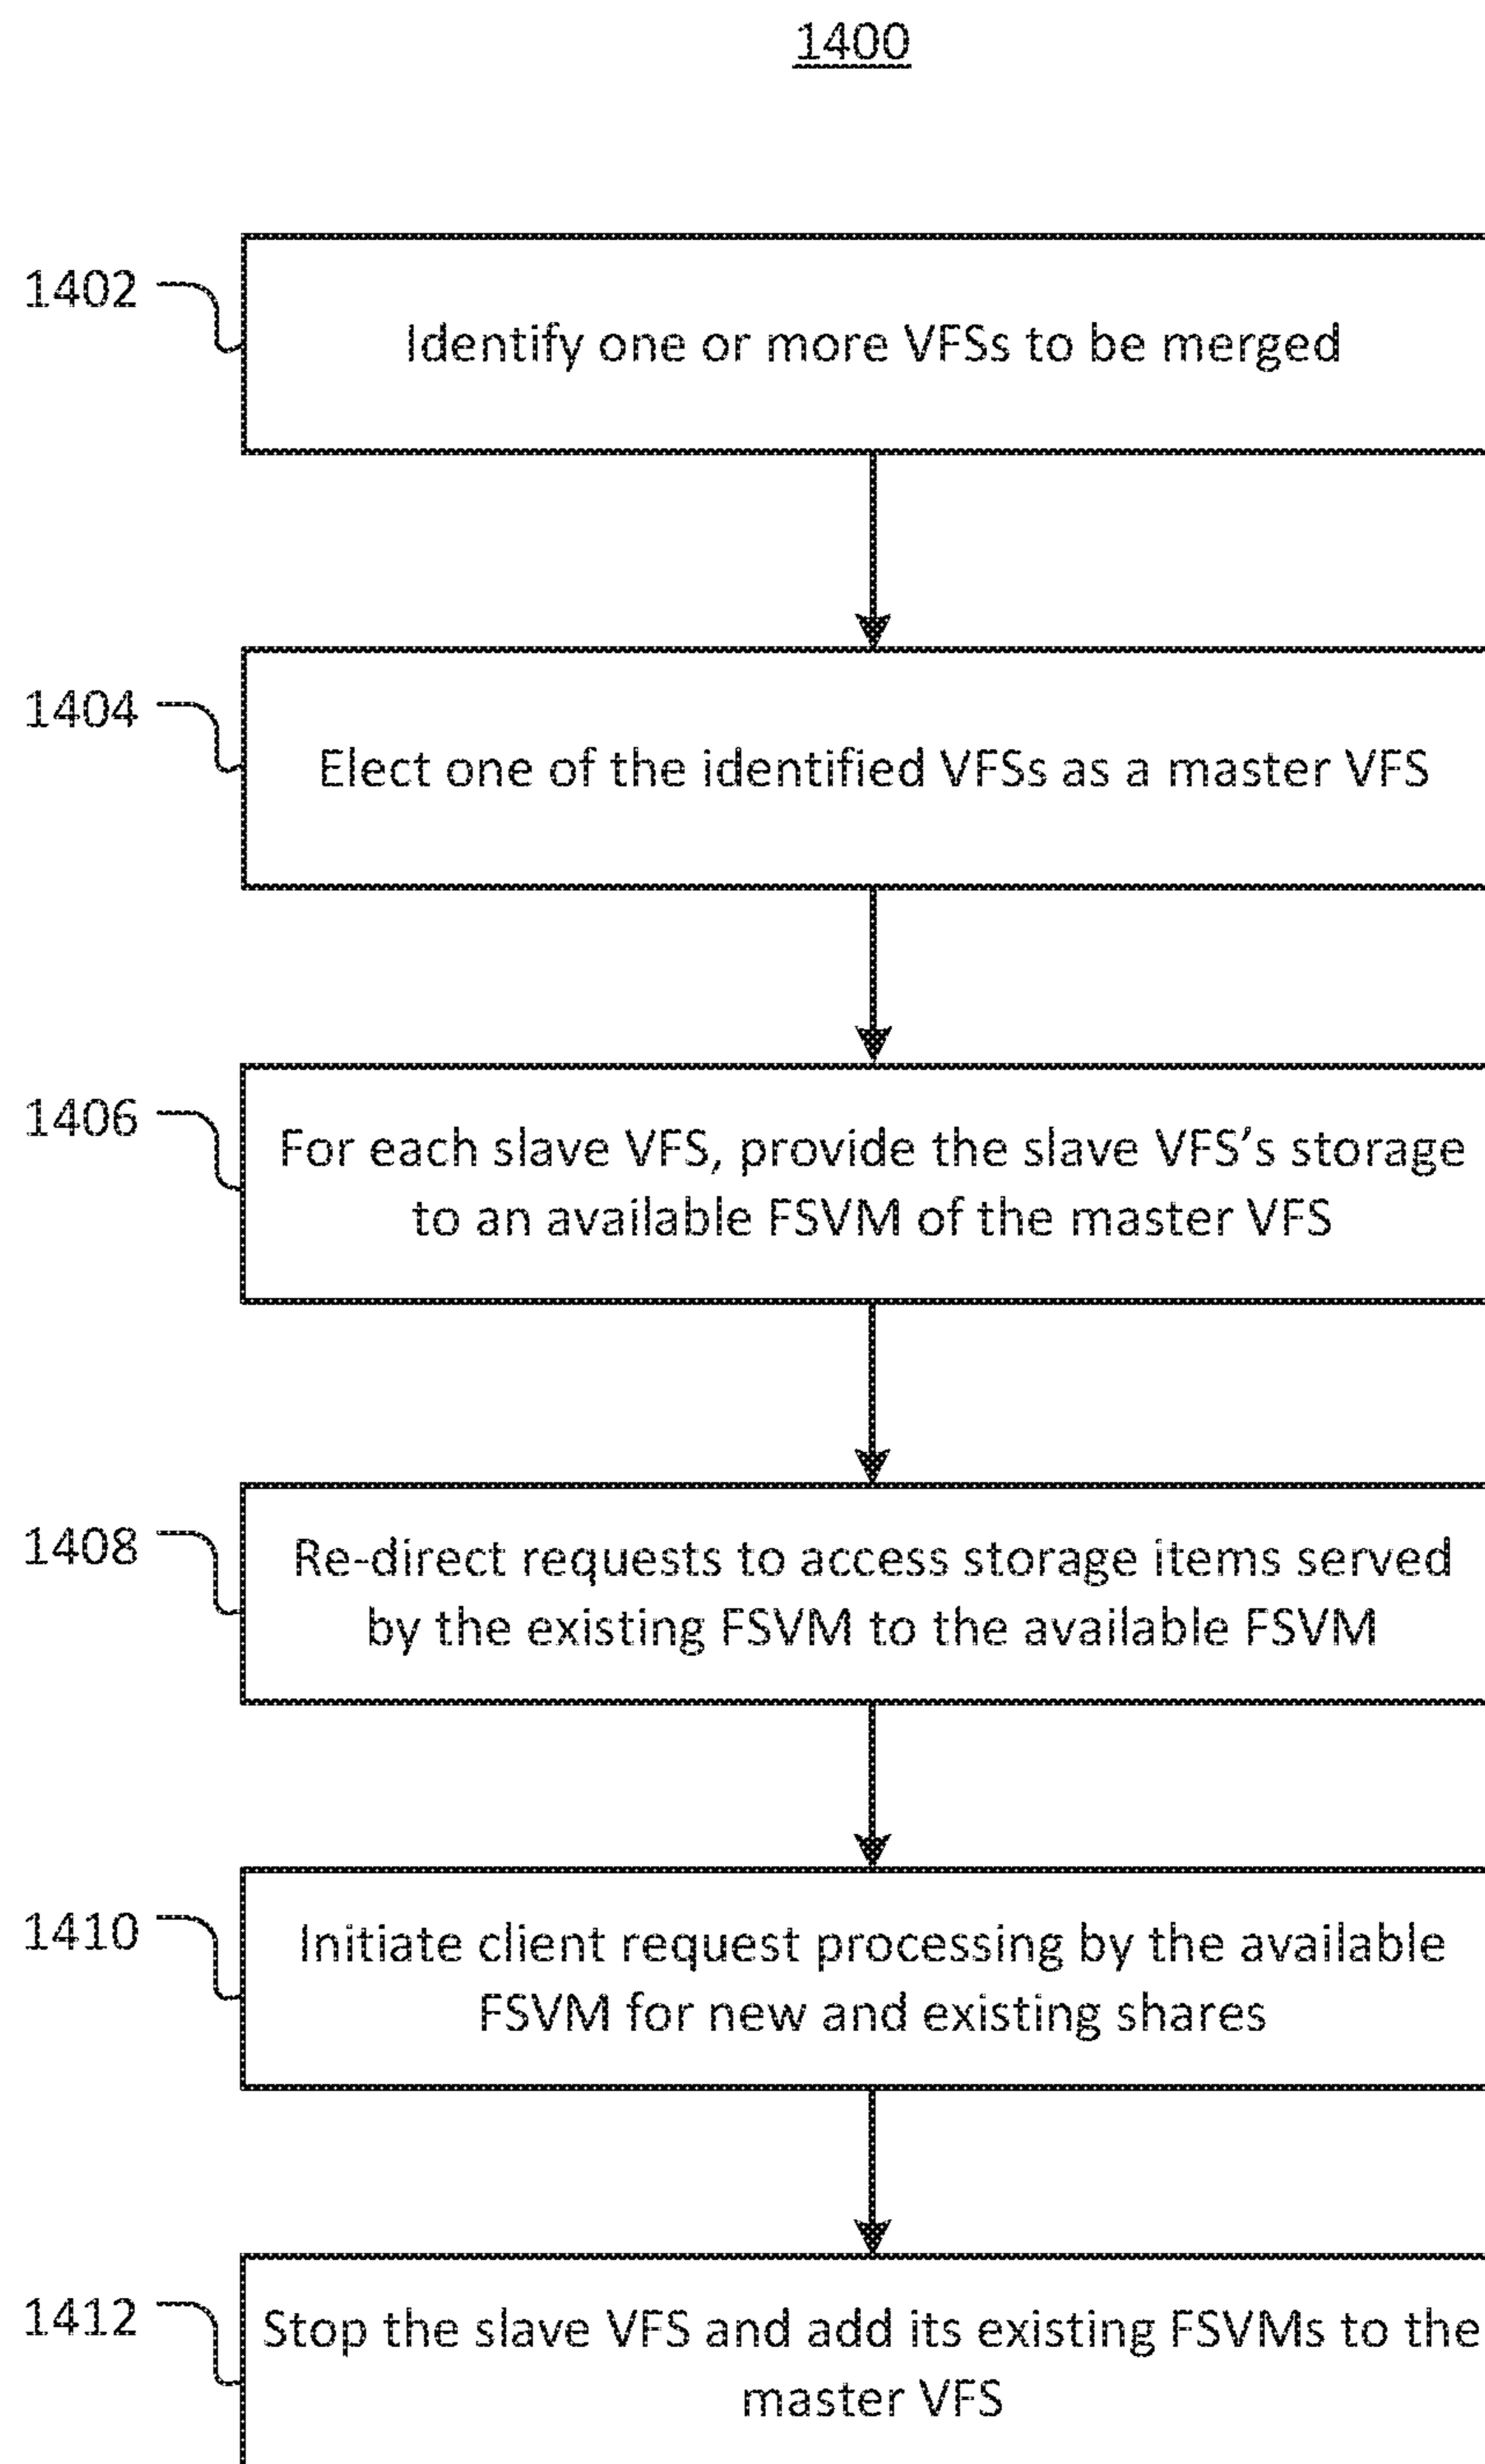 1400
1402
Identify one or more VFSs to be merged
1404
Elect one of the identified VFSs as a master VFS
1406
For each slave VFS, provide the slave VFS's storage
to an available FSVM of the master VFS
1408
Re-direct requests to access storage items served
by the existing FSVM to the available FSVM
1410
Initiate client request processing by the available
FSVM for new and existing shares
1412
Stop the slave VFS and add its existing FSVMs to the
master VFS